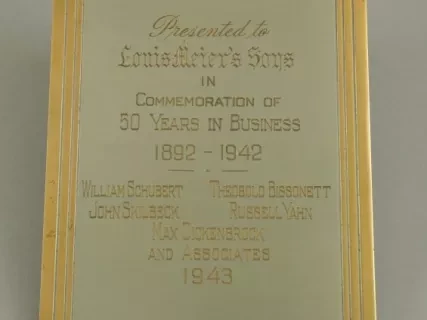 Presented to
Louis Meier's Sons
IN
COMMEMORATION OF
50 YEARS IN BUSINESS
1892 - 1942
WILLIAM SCHUBERT THEOBOLD BISSONETT
JOHN SKILBECK RUSSELL YAHN
MAX DICKENBROCK
AND ASSOCIATES
1943